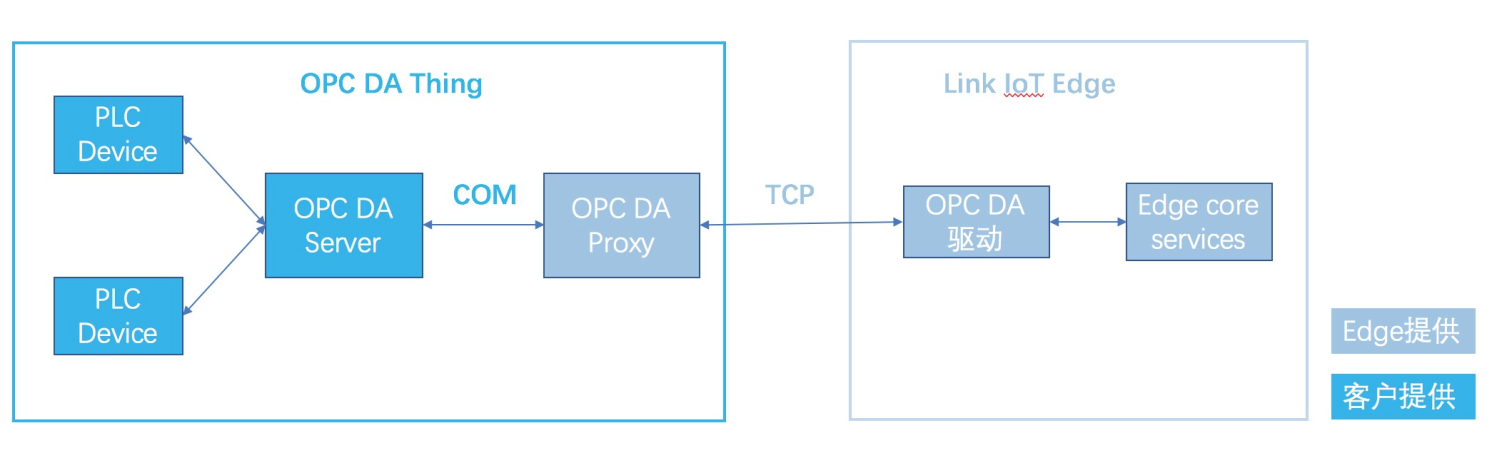 OPC DA Thing
PLC
Device
PLC
Device
OPC DA
Server
COM
OPC DA
Proxy
TCP
Link IoT Edge
OPC DA
驱动
Edge core
services
Edge提供
客户提供